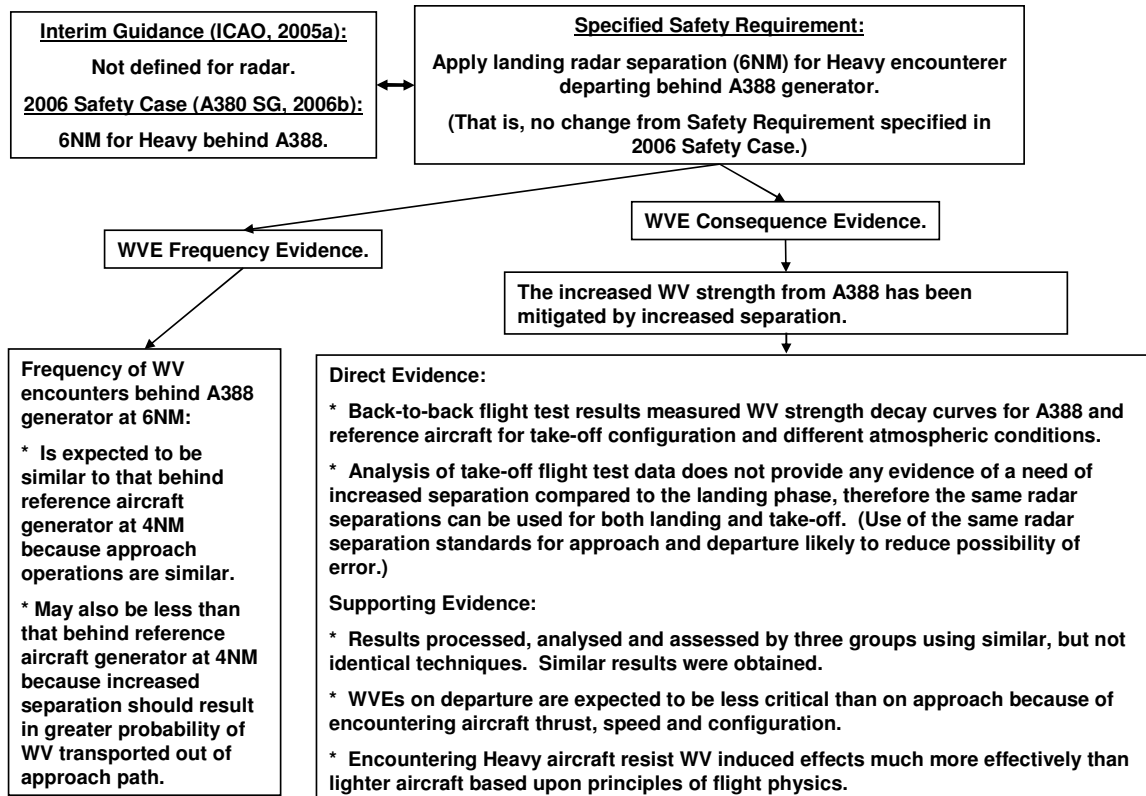 Interim Guidance (ICAO, 2005a):
Not defined for radar.
2006 Safety Case (A380 SG, 2006b):
6NM for Heavy behind A388.
Specified Safety Requirement:
Apply landing radar separation (6NM) for Heavy encounterer
departing behind A388 generator.
(That is, no change from Safety Requirement specified in
2006 Safety Case.)
WVE Frequency Evidence.
WVE Consequence Evidence.
The increased WV strength from A388 has been
mitigated by increased separation.
Frequency of WV
encounters behind A388
generator at 6NM:
* Is expected to be
similar to that behind
reference aircraft
generator at 4NM
because approach
operations are similar.
* May also be less than
that behind reference
aircraft generator at 4NM
because increased
separation should result
in greater probability of
WV transported out of
approach path.
Direct Evidence:
* Back-to-back flight test results measured WV strength decay curves for A388 and
reference aircraft for take-off configuration and different atmospheric conditions.
* Analysis of take-off flight test data does not provide any evidence of a need of
increased separation compared to the landing phase, therefore the same radar
separations can be used for both landing and take-off. (Use of the same radar
separation standards for approach and departure likely to reduce possibility of
error.)
Supporting Evidence:
* Results processed, analysed and assessed by three groups using similar, but not
identical techniques. Similar results were obtained.
* WVEs on departure are expected to be less critical than on approach because of
encountering aircraft thrust, speed and configuration.
* Encountering Heavy aircraft resist WV induced effects much more effectively than
lighter aircraft based upon principles of flight physics.